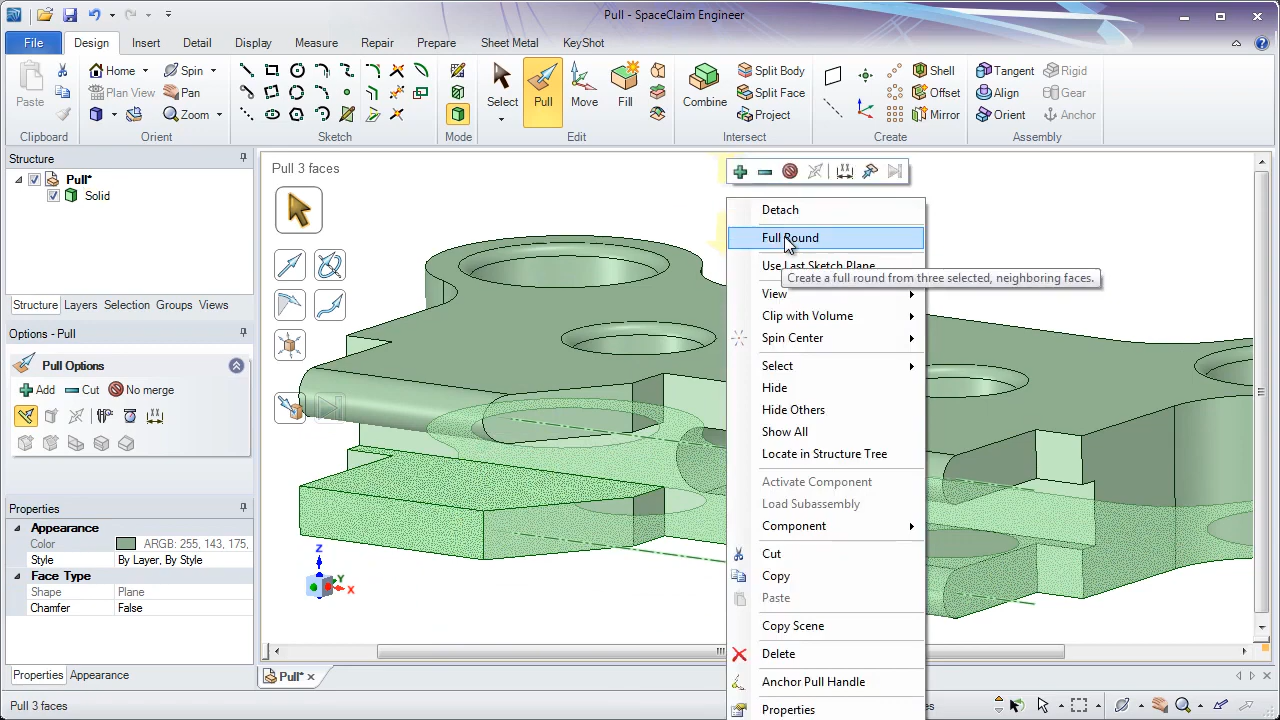 Pull - SpaceClaim Engineer
File
Design
Insert
Detail
Display
Measure
Repair
Prepare
Sheet Metal
KeyShot
Paste
Home
Plan View
Spin
Pan
Zoom
Select
Pull
Move
Fill
Combine
Split Body
Split Face
Project
Shell
Offset
Mirror
Tangent
Align
Orient
Rigid
Gear
Anchor
Clipboard
Orient
Sketch
Mode
Edit
Intersect
Create
Assembly
Structure
Pull*
Solid
Structure
Layers
Selection
Groups
Views
Options - Pull
Pull Options
Add
Cut
No merge
Properties
Appearance
Color
ARGB: 255, 143, 175,
Style
By Layer, By Style
Face Type
Shape
Plane
Chamfer
False
Properties
Appearance
Pull 3 faces
Z
Y
X
Detach
Full Round
Use Last Sketch Plane
Create a full round from three selected, neighboring faces.
View
Clip with Volume
Spin Center
Select
Hide
Hide Others
Show All
Locate in Structure Tree
Activate Component
Load Subassembly
Component
Cut
Copy
Paste
Copy Scene
Delete
Anchor Pull Handle
Properties
Pull*
Pull 3 faces